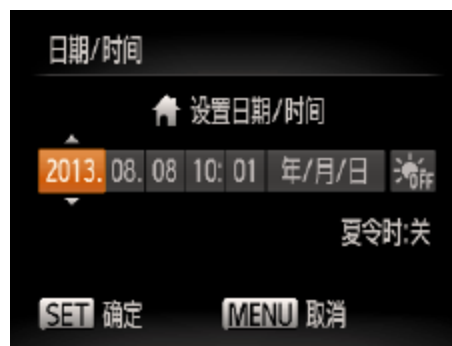 日期/时间
设置日期/时间
2013. 08. 08 10: 01 年/月/日 OFF
夏令时:关
SET 确定 MENU 取消